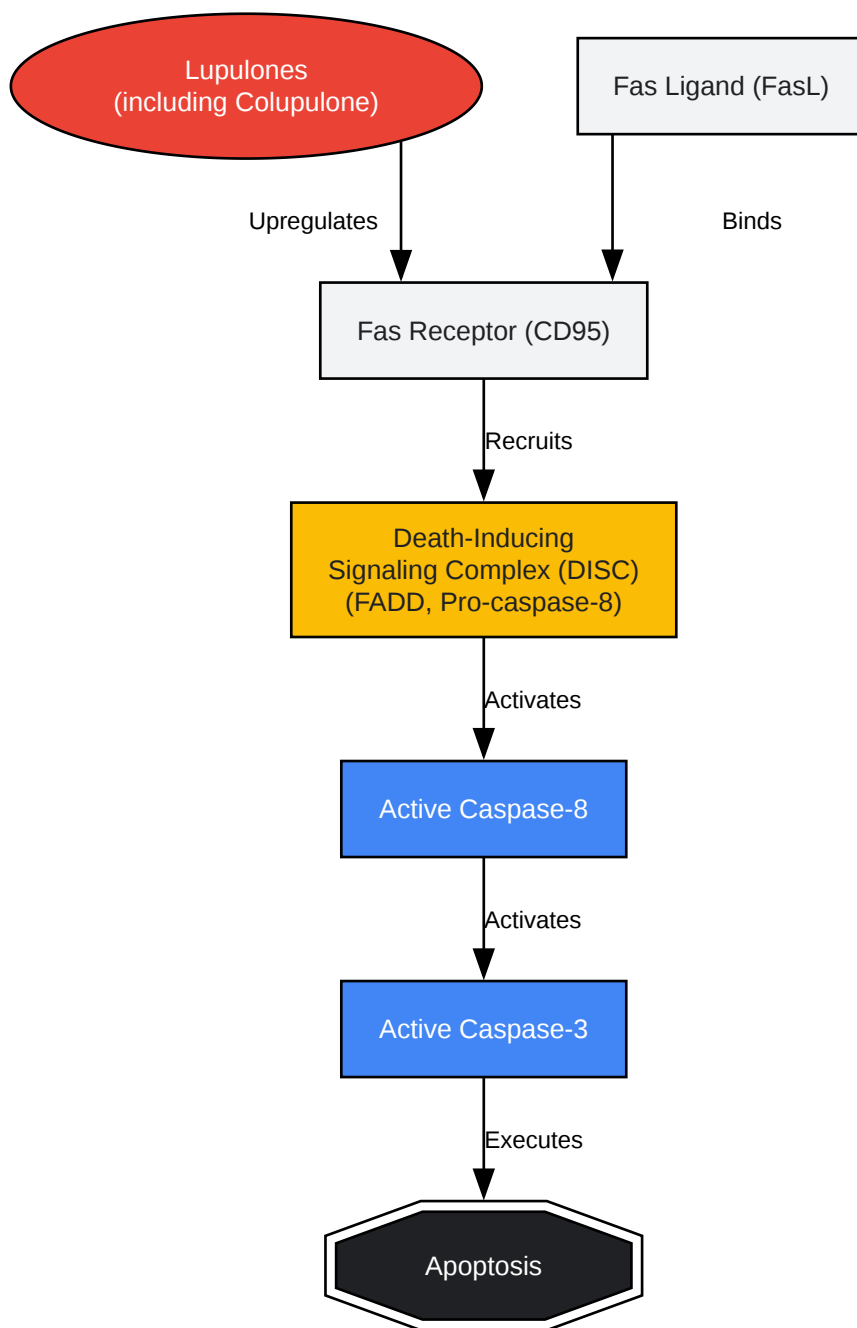 Lupulones
(including Colupulone)
Fas Ligand (FasL)
Upregulates
Binds
Fas Receptor (CD95)
Recruits
Death-Inducing
Signaling Complex (DISC)
(FADD, Pro-caspase-8)
Activates
Active Caspase-8
Activates
Active Caspase-3
Executes
Apoptosis